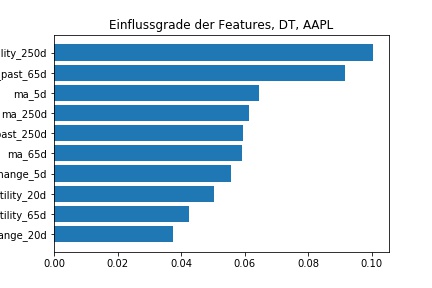 Einflussgrade der Features, DT, AAPL
ility_250d
past_65d
ma_5d
ma_250d
past_250d
ma_65d
hange_5d
tility_20d
tility_65d
ange_20d
0.00 0.02 0.04 0.06 0.08 0.10